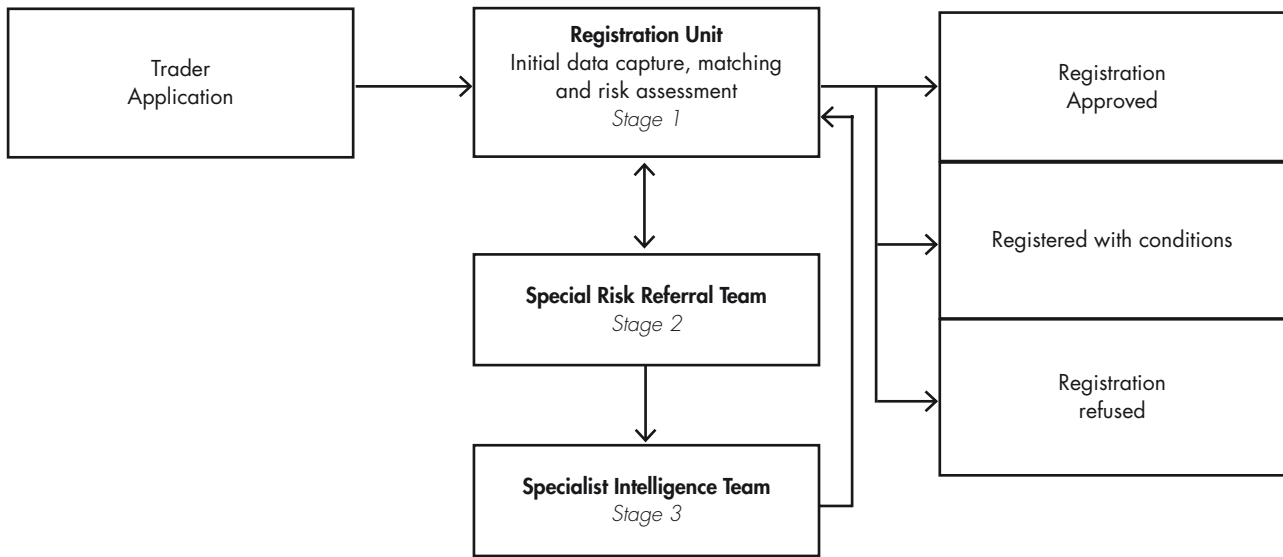 Trader
Application
Registration Unit
Initial data capture, matching
and risk assessment
Stage 1
Registration
Approved
Registered with conditions
Special Risk Referral Team
Stage 2
Registration
refused
Specialist Intelligence Team
Stage 3